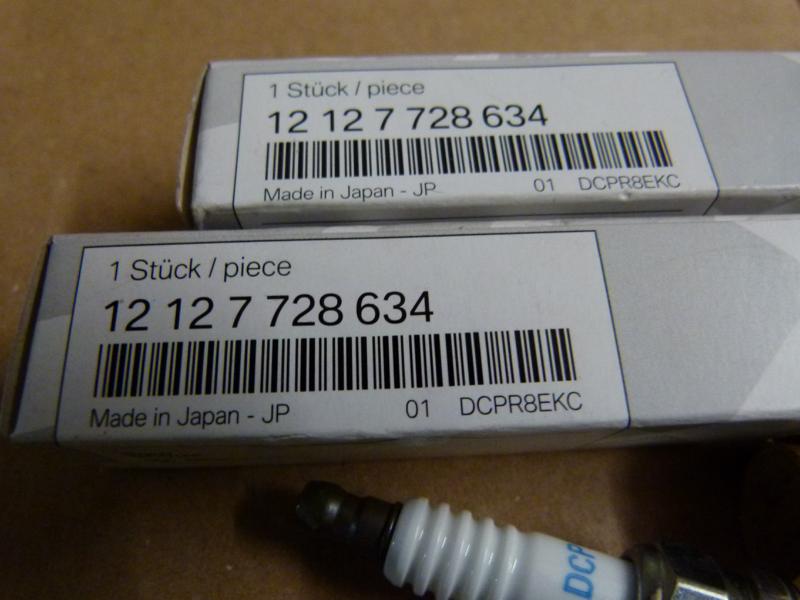 1 Stück / piece
12 12 7 728 634
Made in Japan - JP 01 DCPR8EKC
1 Stück / piece
12 12 7 728 634
Made in Japan - JP 01 DCPR8EKC
DCP